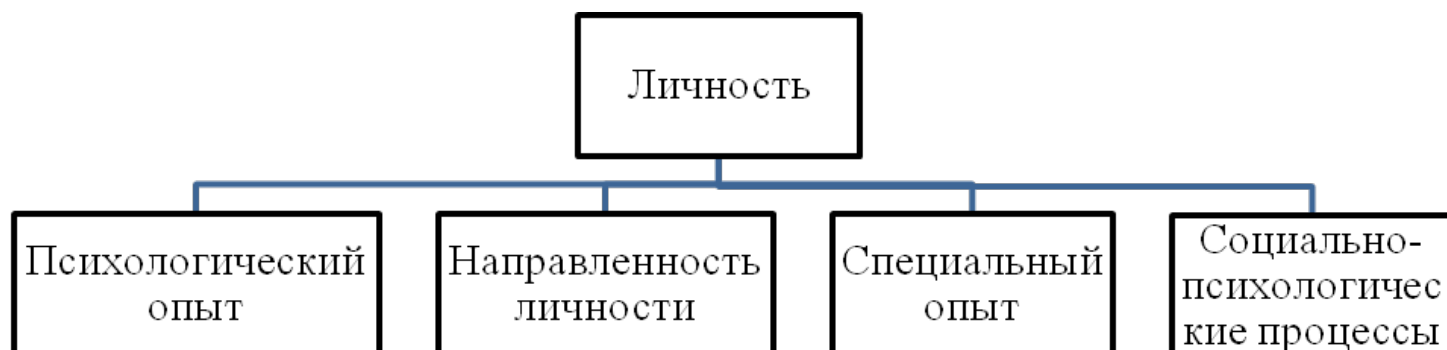 Личность
Психологический
опыт
Направленность
личности
Специальный
опыт
Социально-
психологичес
кие процессы